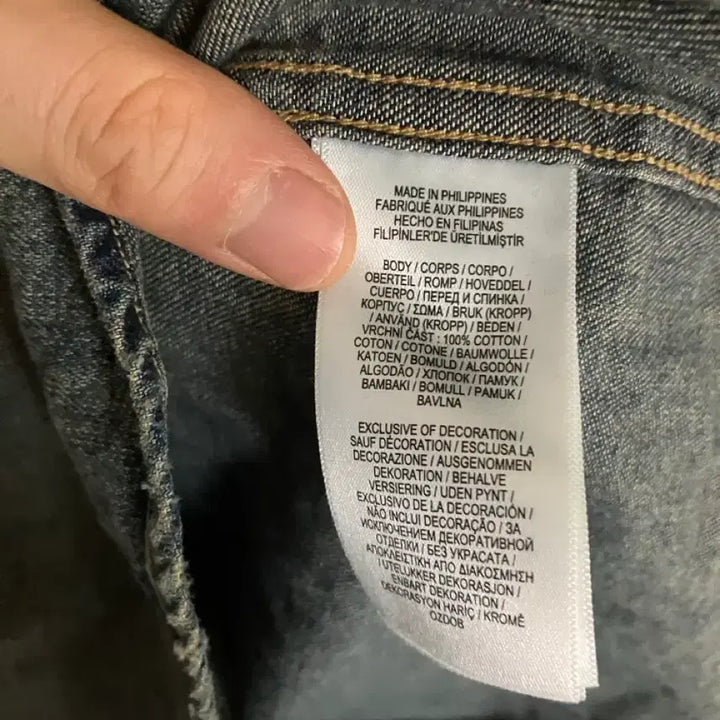 MADE IN PHILIPPINES
FABRIQUÉ AUX PHILIPPINES
HECHO EN FILIPINAS
FİLİPİNLER'DE ÜRETİLMİŞTİR
BODY / CORPS / CORPO /
OBERTEIL / ROMP / HOVEDDEL /
CUERPO / ПЕРЕД И СПИНКА /
КОРПУС / ΣΩΜΑ / BRUK (KROPP)
/ ANVÄND (KROPP) / BEDEN /
VRCHNÍ ČÁST : 100% COTTON /
COTON / COTONE / BAUMWOLLE /
KATOEN / BOMULD / ALGODÓN /
ALGODÃO / ХЛОПОК / ПАМУК /
BAMBAKI / BOMULL / PAMUK /
BAVLNA
EXCLUSIVE OF DECORATION /
SAUF DÉCORATION / ESCLUSA LA
DECORAZIONE / AUSGENOMMEN
DEKORATION / BEHALVE
VERSIERING / UDEN PYNT /
EXCLUSIVO DE LA DECORACIÓN /
NÃO INCLUI DECORAÇÃO / ЗА
ИСКЛЮЧЕНИЕМ ДЕКОРАТИВНОЙ
ОТДЕЛКИ / БЕЗ УКРАСАТА /
ΑΠΟΚΛΕΙΣΤΙΚΗ ΑΠΟ ΔΙΑΚΟΣΜΗΣΗ
/ UTELUKKER DEKORASJON /
ENBART DEKORATION /
DEKORASYON HARİÇ / KROMĚ
OZDOB